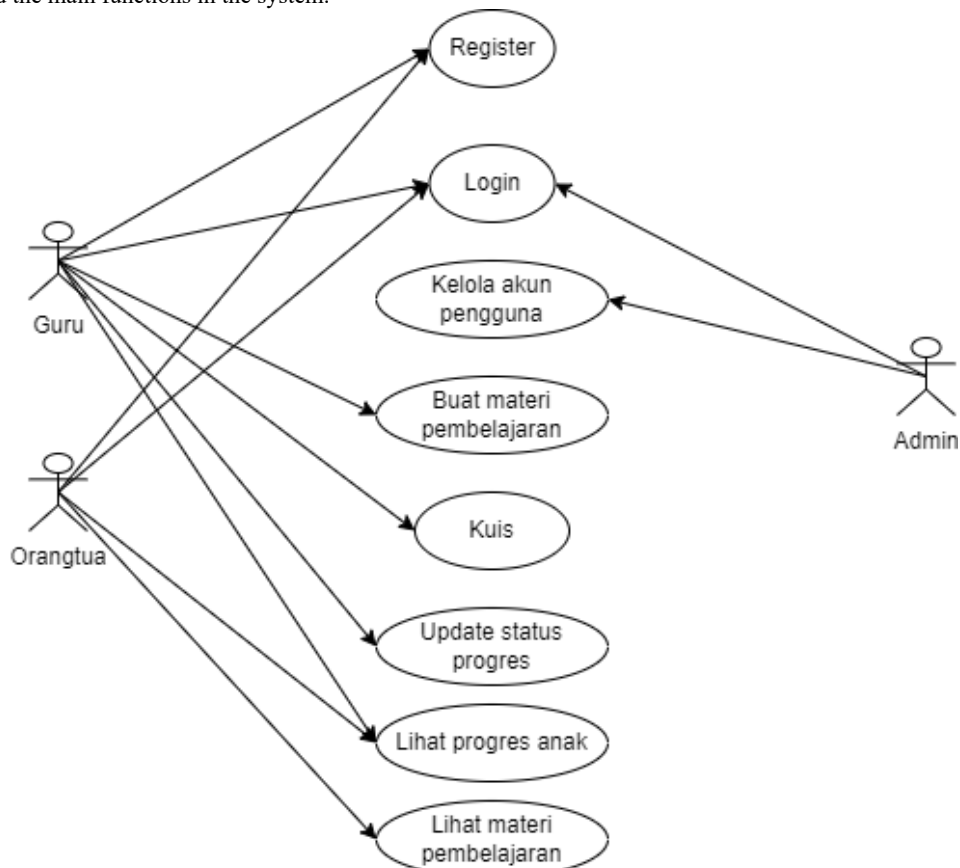 the main functions in the system.
Register
Login
Guru
Kelola akun
pengguna
Buat materi
pembelajaran
Admin
Orangtua
Kuis
Update status
progres
Lihat progres anak
Lihat materi
pembelajaran